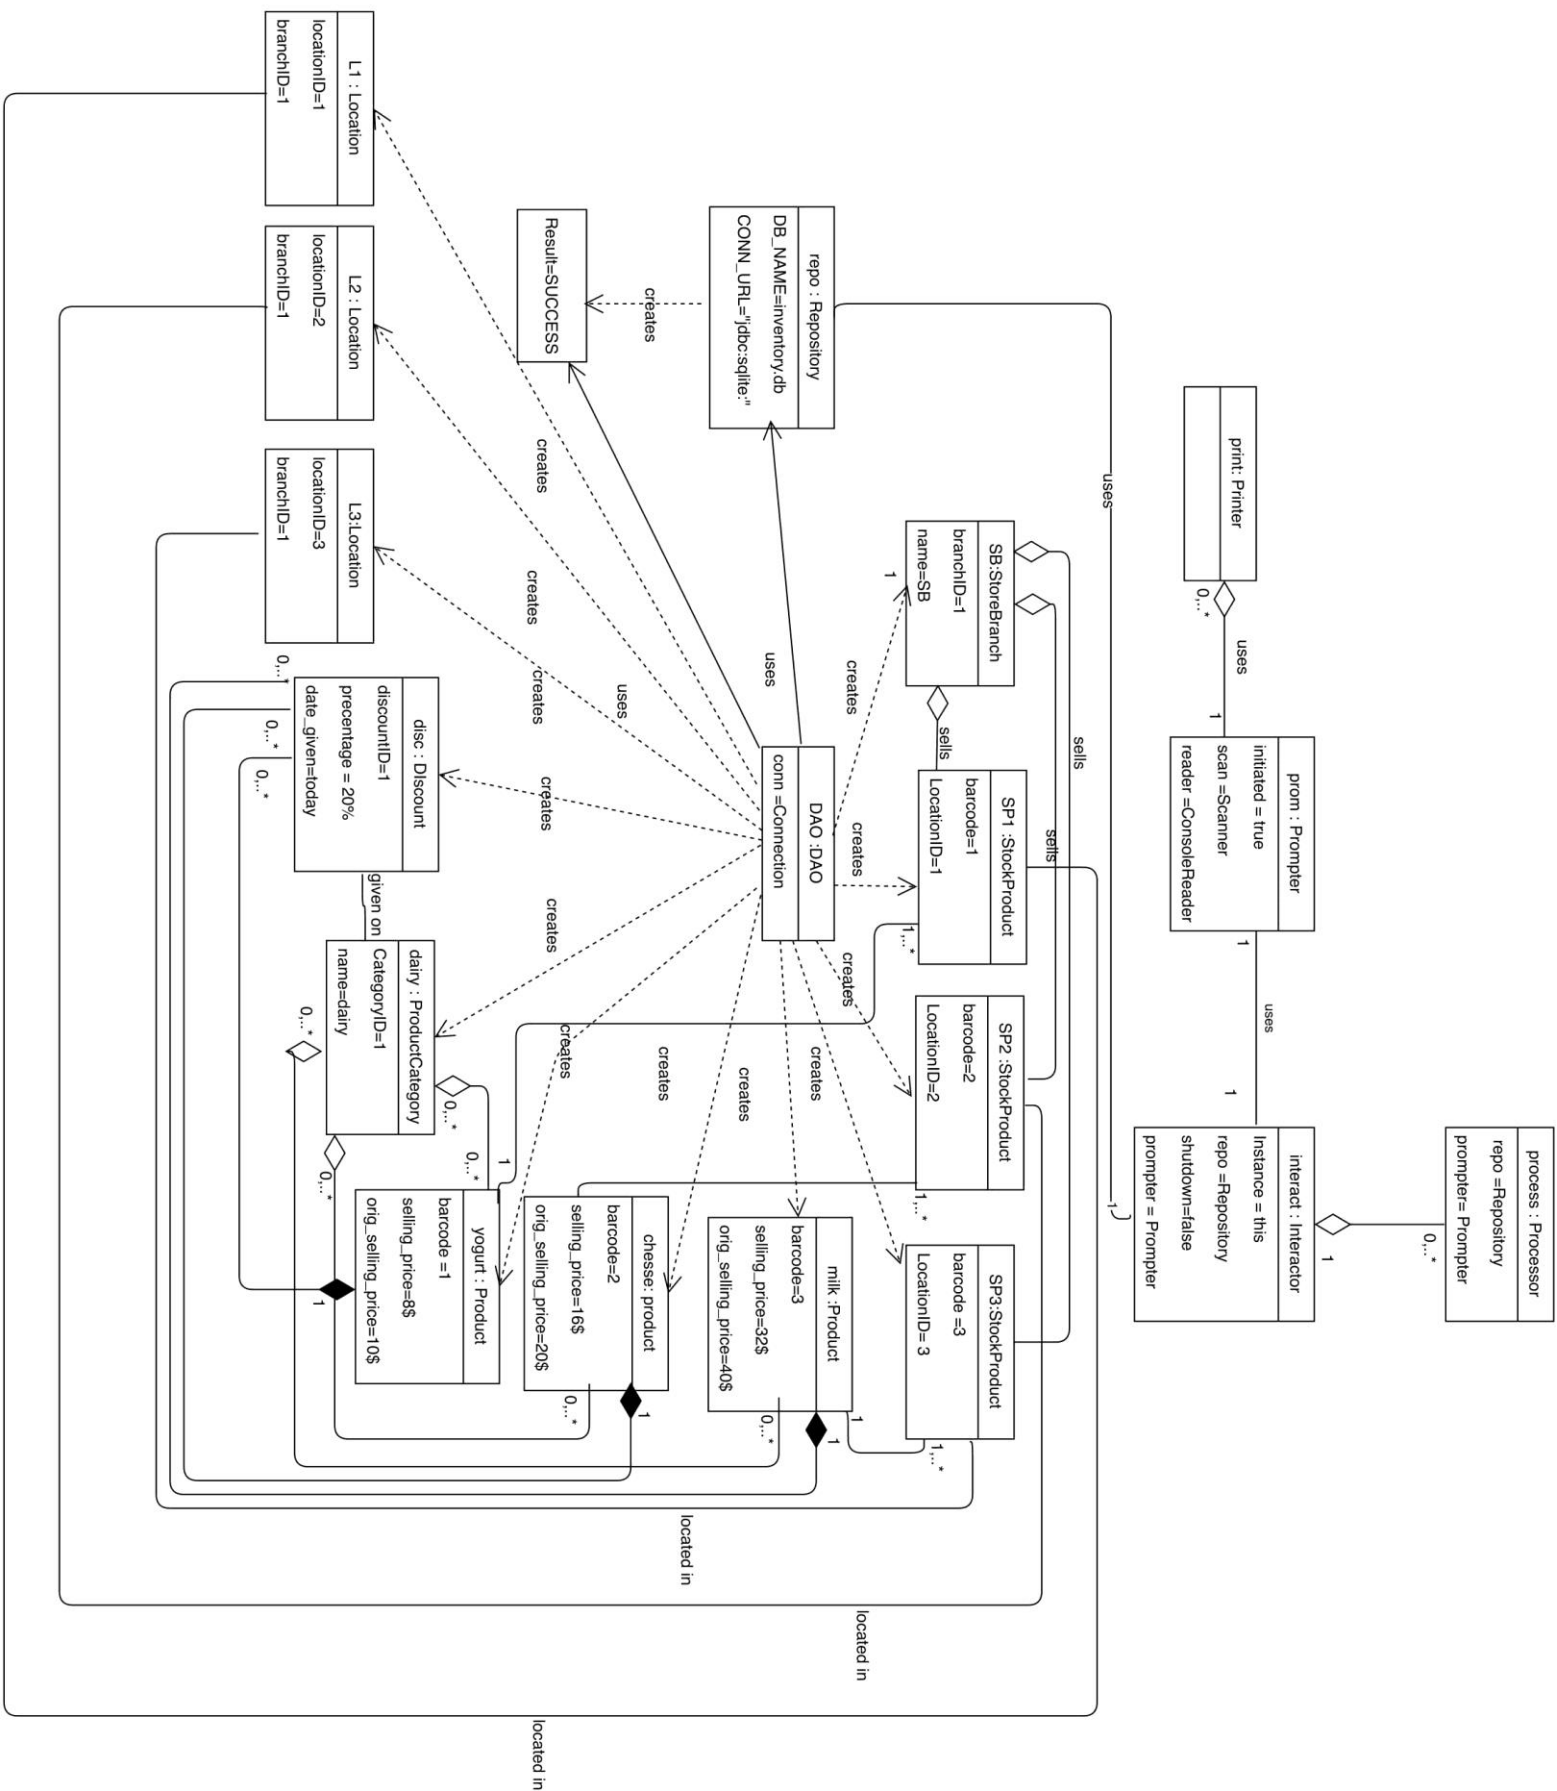 process : Processor
repo =Repository
prompter= Prompter
0,..*
1
print: Printer
0,..*
uses
1
prom : Prompter
initiated = true
scan =Scanner
reader =ConsoleReader
1
uses
1
interact : Interactor
Instance = this
repo =Repository
shutdown=false
prompter = Prompter
uses
1
sells
sells
SB:StoreBranch
branchID=1
name=SB
1
sells
SP1 :StockProduct
barcode=1
LocationID=1
1,..*
SP2 :StockProduct
barcode=2
LocationID=2
1,..*
SP3:StockProduct
barcode =3
LocationID= 3
1,..*
repo : Repository
DB_NAME=inventory.db
CONN_URL="jdbc:sqlite:"
creates
Result=SUCCESS
uses
uses
creates
creates
creates
DAO :DAO
conn =Connection
creates
creates
creates
creates
creates
creates
creates
creates
creates
milk :Product
barcode=3
selling_price=32$
orig_selling_price=40$
1
1
0,..*
chesse: product
barcode=2
selling_price=16$
orig_selling_price=20$
1
0,..*
yogurt : Product
barcode =1
selling_price=8$
orig_selling_price=10$
1
0,..*
1
L1 : Location
locationID=1
branchID=1
L2 : Location
locationID=2
branchID=1
L3:Location
locationID=3
branchID=1
disc : DIscount
discountID=1
precentage = 20%
date_given=today
0,..*
0,..*
0,..*
given on
dairy : ProductCategory
CategoryID=1
name=dairy
0,..*
0,..*
0,..*
located in
located in
located in